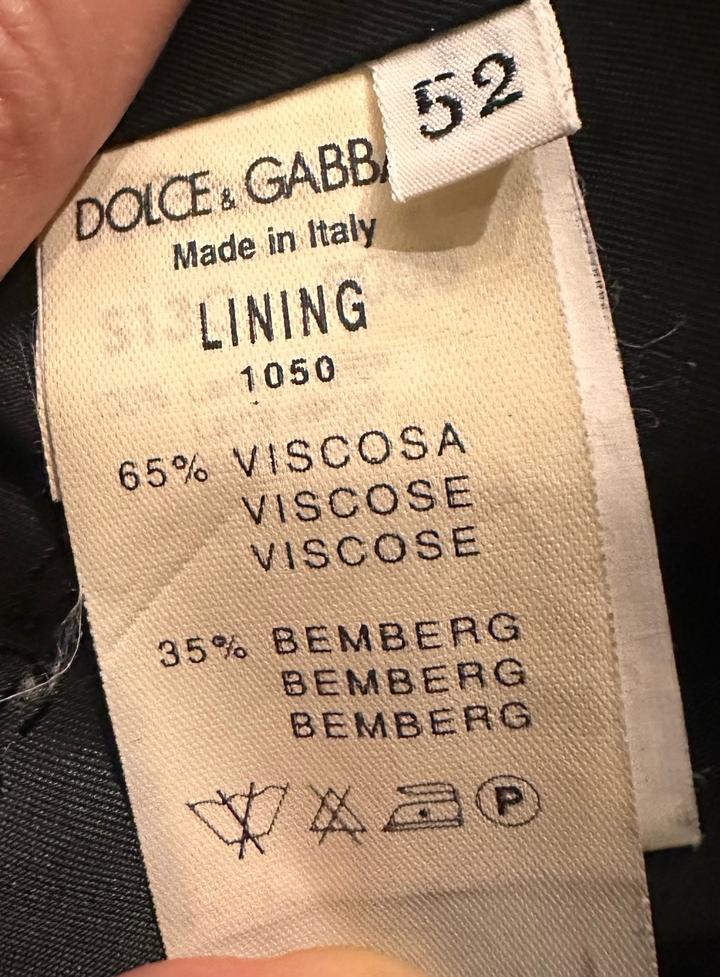 52
DOLCE & GABBA
Made in Italy
LINING
1050
65% VISCOSA
VISCOSE
VISCOSE
35% BEMBERG
BEMBERG
BEMBERG
P